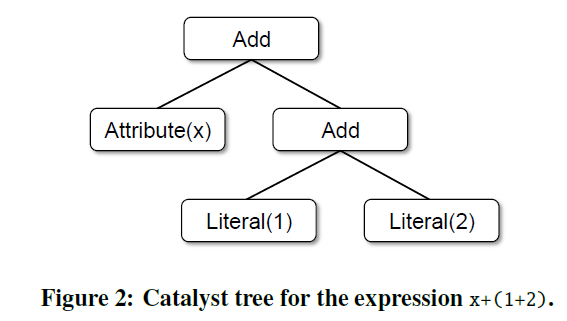 Add
Attribute(x)
Add
Literal(1)
Literal(2)
Figure 2: Catalyst tree for the expression x+(1+2).